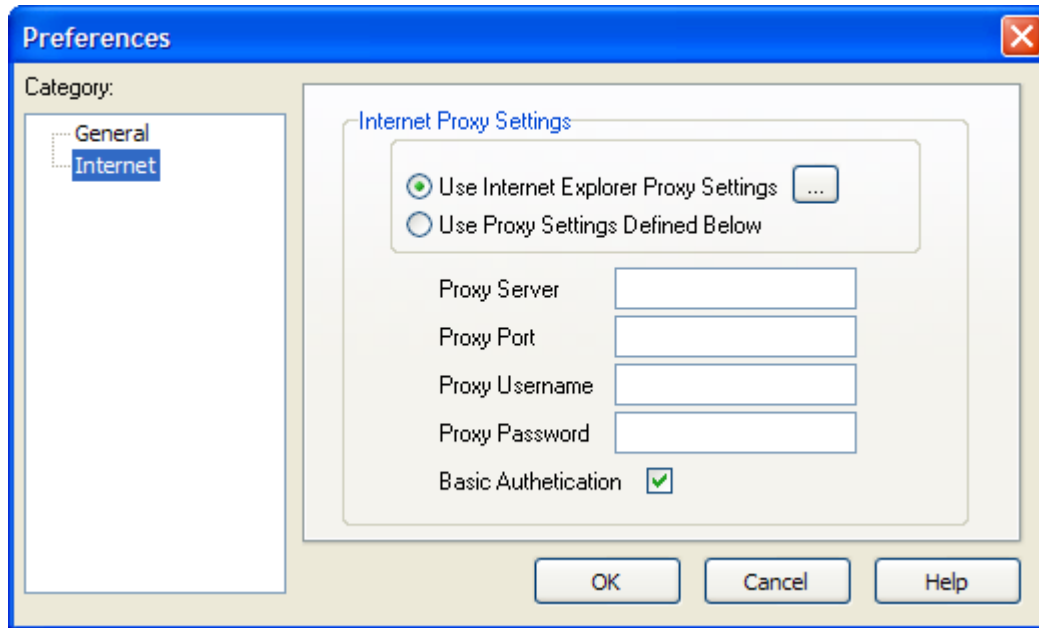 Preferences
Category:
General
Internet
Internet Proxy Settings
Use Internet Explorer Proxy Settings ...
Use Proxy Settings Defined Below
Proxy Server
Proxy Port
Proxy Username
Proxy Password
Basic Authetication
OK Cancel Help